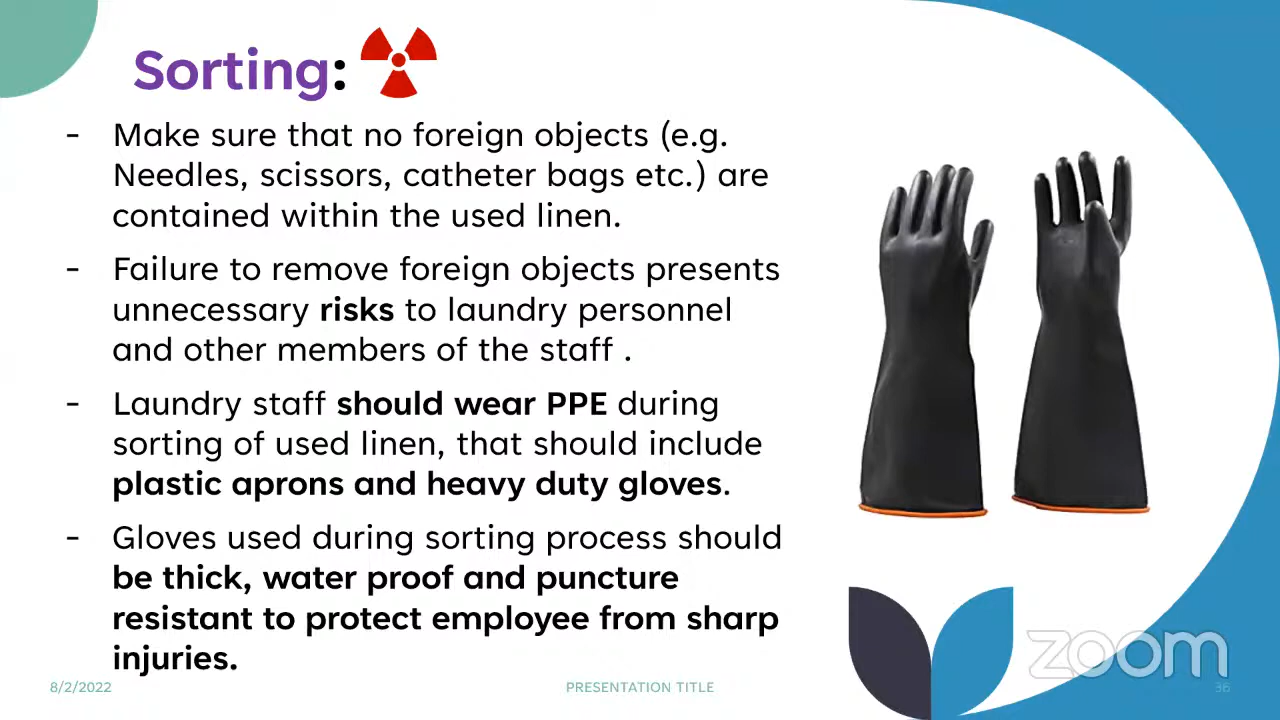 Sorting:
- Make sure that no foreign objects (e.g.
Needles, scissors, catheter bags etc.) are
contained within the used linen.
- Failure to remove foreign objects presents
unnecessary risks to laundry personnel
and other members of the staff .
- Laundry staff should wear PPE during
sorting of used linen, that should include
plastic aprons and heavy duty gloves.
- Gloves used during sorting process should
be thick, water proof and puncture
resistant to protect employee from sharp
injuries.
zoom
8/2/2022
PRESENTATION TITLE
36